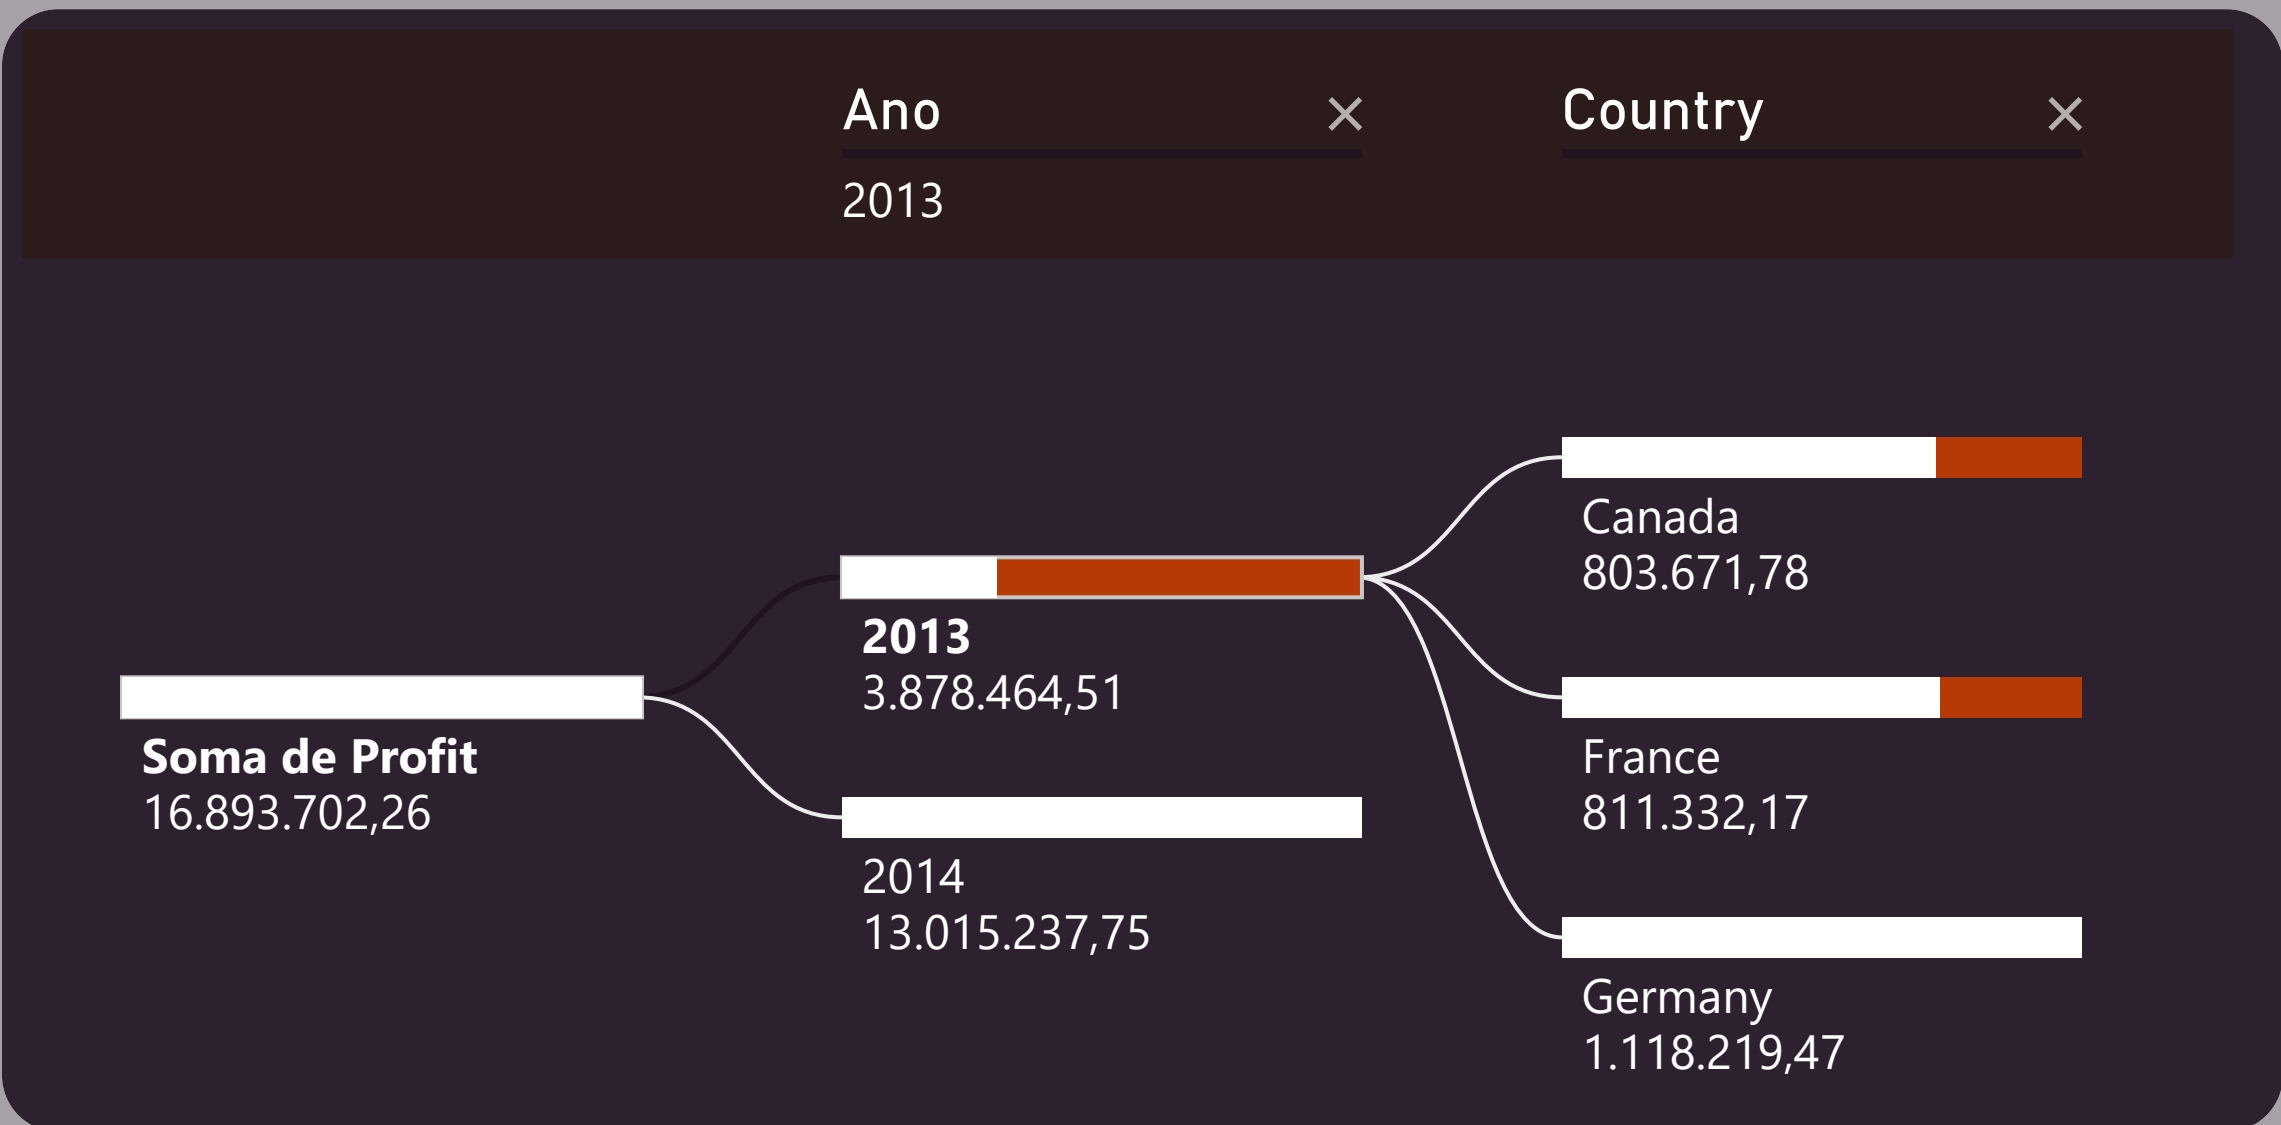 Ano
Country
2013
Soma de Profit
16.893.702,26
2013
3.878.464,51
2014
13.015.237,75
Canada
803.671,78
France
811.332,17
Germany
1.118.219,47